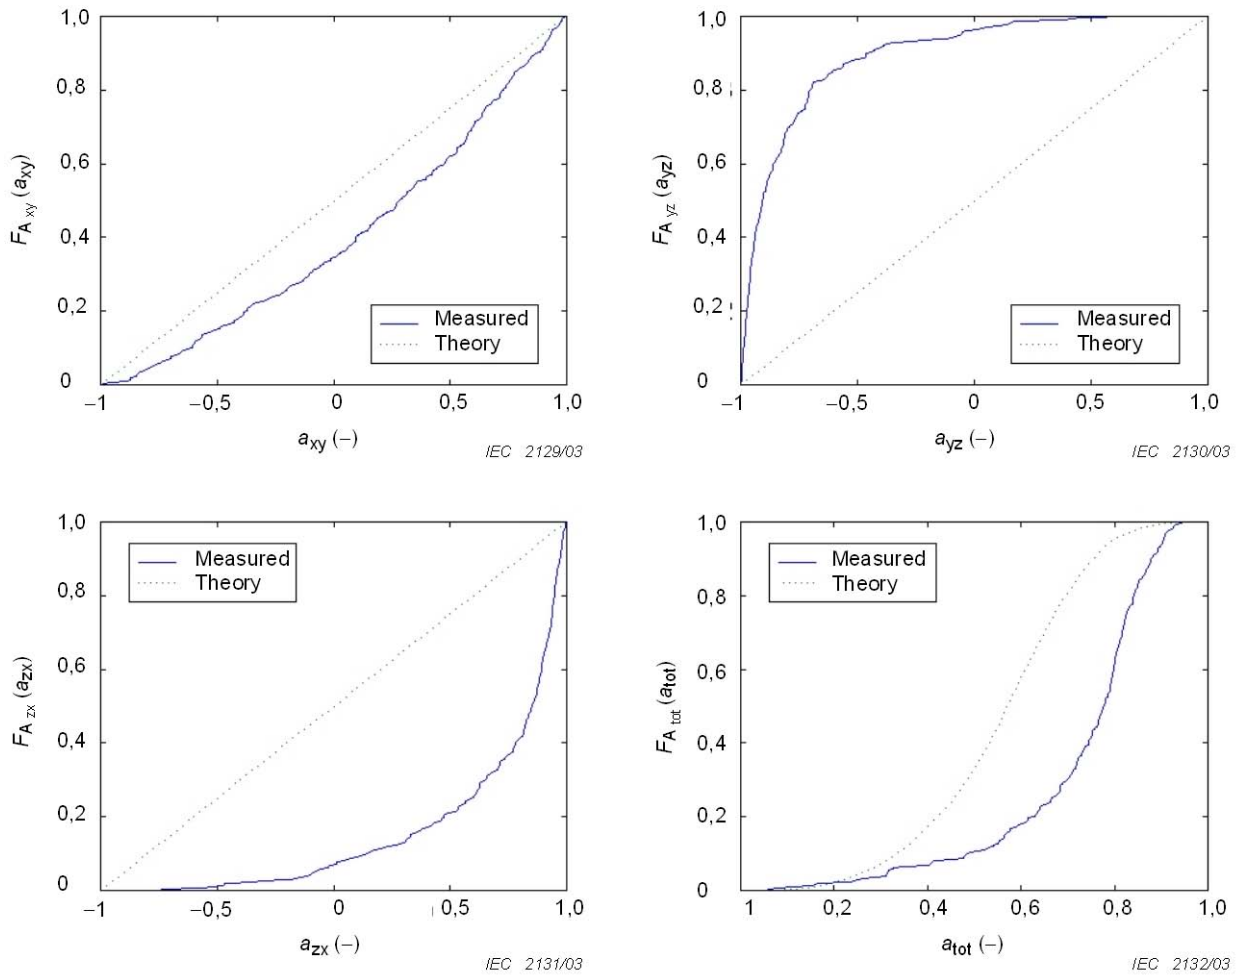 1,0
0,8
0,6
0,4
0,2
0
F_A xy (a_xy)
Measured
Theory
−1 −0,5 0 0,5 1,0
a_xy (−)
IEC 2129/03
1,0
0,8
0,6
0,4
0,2
0
F_A yz (a_yz)
Measured
Theory
−1 −0,5 0 0,5 1,0
a_yz (−)
IEC 2130/03
1,0
0,8
0,6
0,4
0,2
0
F_A zx (a_zx)
Measured
Theory
−1 −0,5 0 0,5 1,0
a_zx (−)
IEC 2131/03
1,0
0,8
0,6
0,4
0,2
0
F_A tot (a_tot)
Measured
Theory
1 0,2 0,4 0,6 0,8 1,0
a_tot (−)
IEC 2132/03